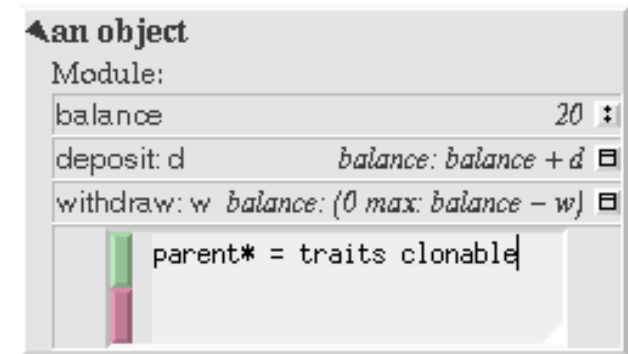 an object
Module:
balance 20
deposit: d balance: balance + d
withdraw: w balance: (0 max: balance – w)
parent* = traits clonable